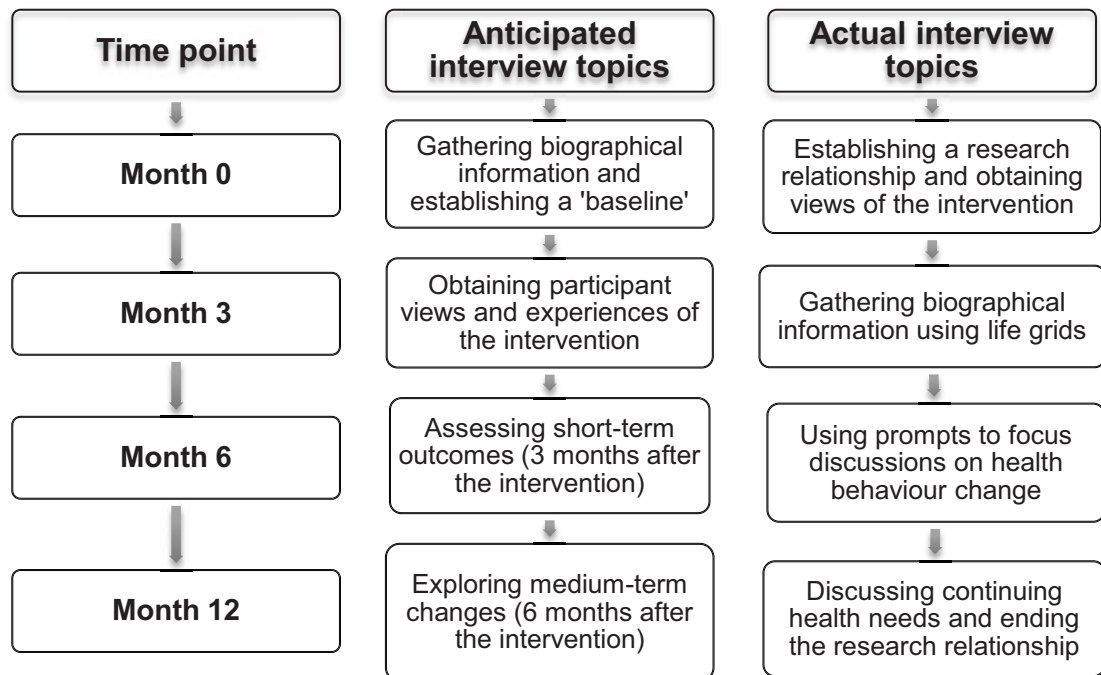 Time point
Anticipated
interview topics
Actual interview
topics
Month 0
Gathering biographical
information and
establishing a 'baseline'
Establishing a research
relationship and obtaining
views of the intervention
Month 3
Obtaining participant
views and experiences of
the intervention
Gathering biographical
information using life grids
Month 6
Assessing short-term
outcomes (3 months after
the intervention)
Using prompts to focus
discussions on health
behaviour change
Month 12
Exploring medium-term
changes (6 months after
the intervention)
Discussing continuing
health needs and ending
the research relationship